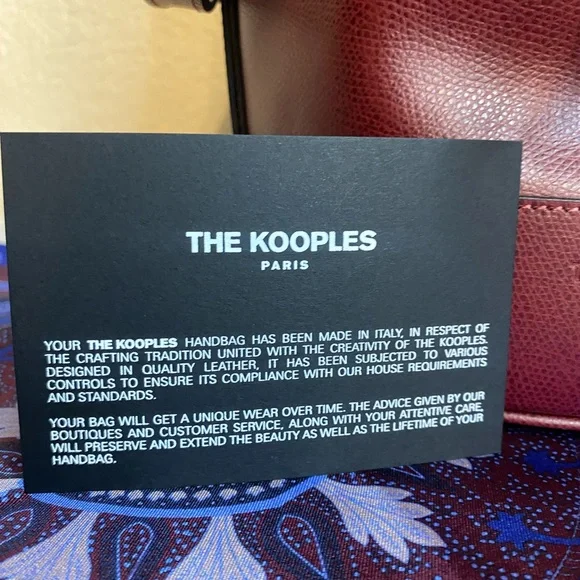 THE KOOPLES
PARIS
YOUR THE KOOPLES HANDBAG HAS BEEN MADE IN ITALY, IN RESPECT OF
THE CRAFTING TRADITION UNITED WITH THE CREATIVITY OF THE KOOPLES.
DESIGNED IN QUALITY LEATHER, IT HAS BEEN SUBJECTED TO VARIOUS
CONTROLS TO ENSURE ITS COMPLIANCE WITH OUR HOUSE REQUIREMENTS
AND STANDARDS.
YOUR BAG WILL GET A UNIQUE WEAR OVER TIME. THE ADVICE GIVEN BY OUR
BOUTIQUES AND CUSTOMER SERVICE, ALONG WITH YOUR ATTENTIVE CARE,
WILL PRESERVE AND EXTEND THE BEAUTY AS WELL AS THE LIFETIME OF YOUR
HANDBAG.